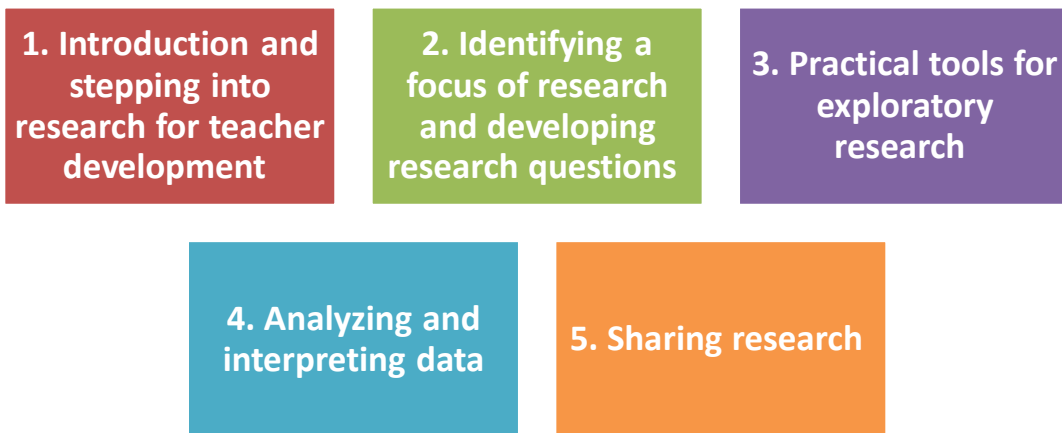 1. Introduction and
stepping into
research for teacher
development
2. Identifying a
focus of research
and developing
research questions
3. Practical tools for
exploratory
research
4. Analyzing and
interpreting data
5. Sharing research